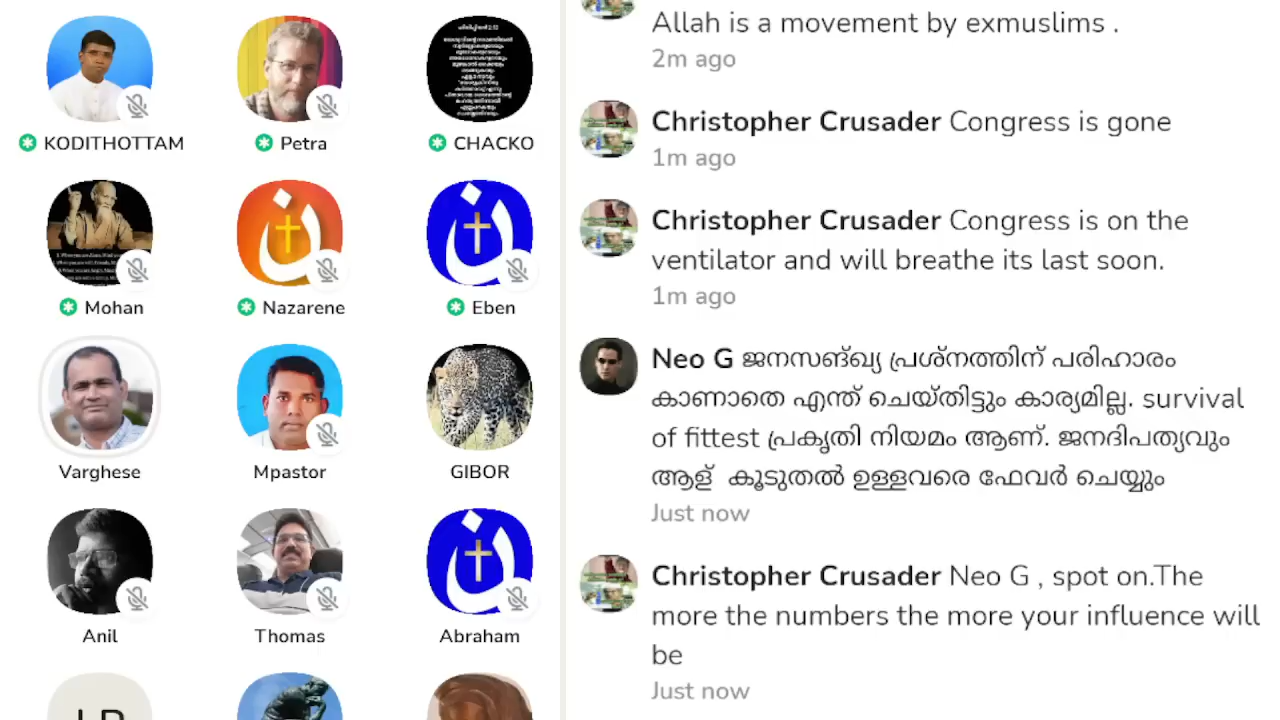 KODITHOTTAM
Petra
CHACKO
Mohan
Nazarene
Eben
Varghese
Mpastor
GIBOR
Anil
Thomas
Abraham
Allah is a movement by exmuslims .
2m ago
Christopher Crusader Congress is gone
1m ago
Christopher Crusader Congress is on the
ventilator and will breathe its last soon.
1m ago
Neo G ജനസങ്ഖ്യ പ്രശ്നത്തിന് പരിഹാരം
കാണാതെ എന്ത് ചെയ്തിട്ടും കാര്യമില്ല. survival
of fittest പ്രകൃതി നിയമം ആണ്. ജനദിപത്യവും
ആള്  കൂടുതൽ ഉള്ളവരെ ഫേവർ ചെയ്യും
Just now
Christopher Crusader Neo G , spot on.The
more the numbers the more your influence will
be
Just now